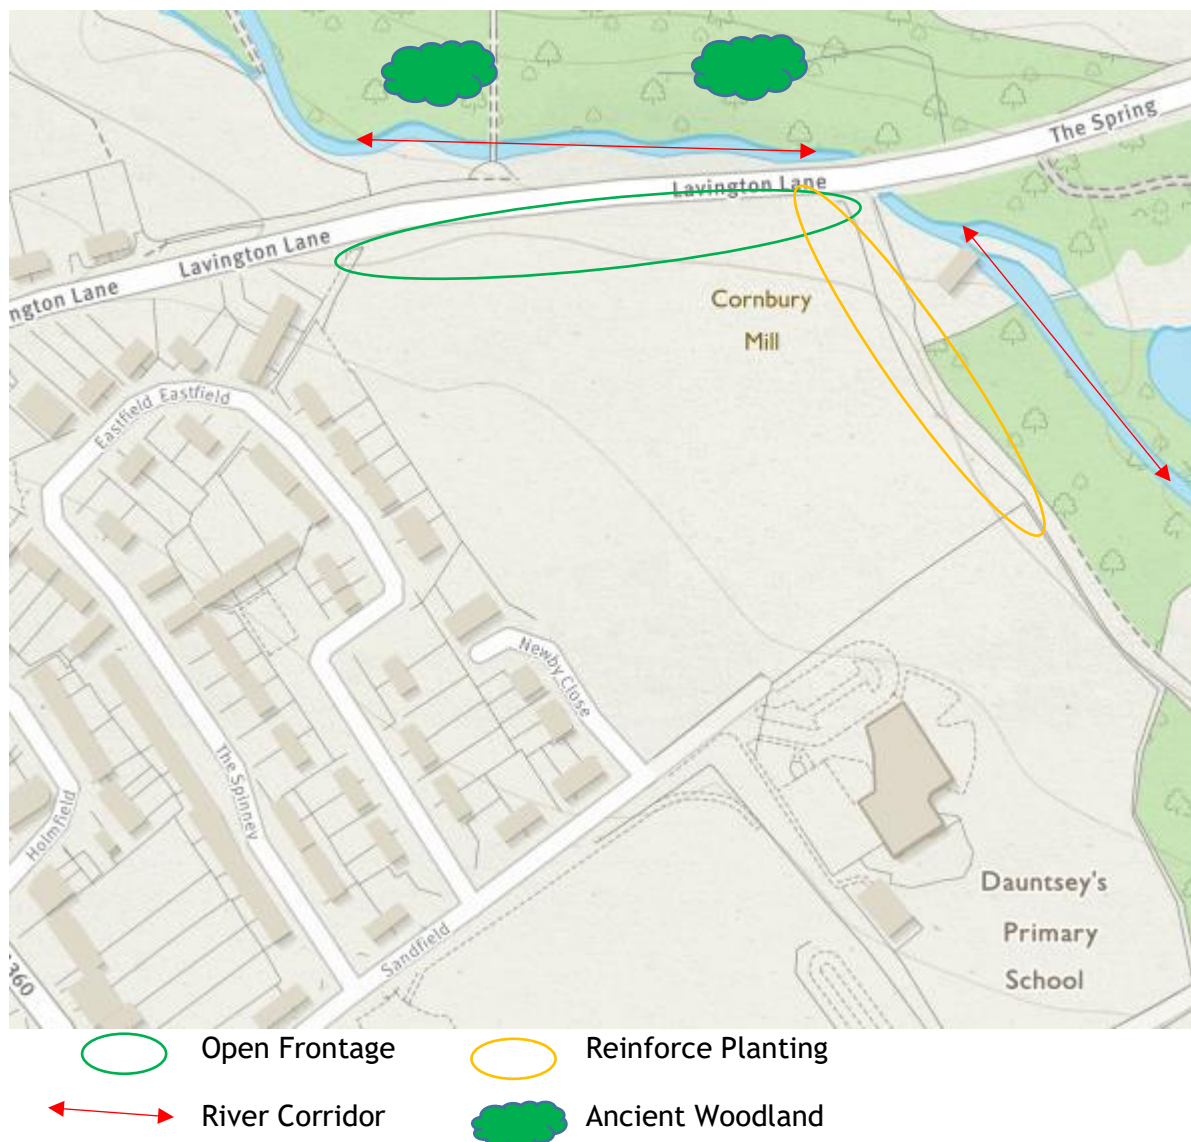 The Spring
Lavington Lane
Lavington Lane
ngton Lane
Cornbury
Mill
Eastfield Eastfield
Newby Close
The Spinney
Holmfield
Sandfield
360
Dauntsey's
Primary
School
Open Frontage
Reinforce Planting
River Corridor
Ancient Woodland